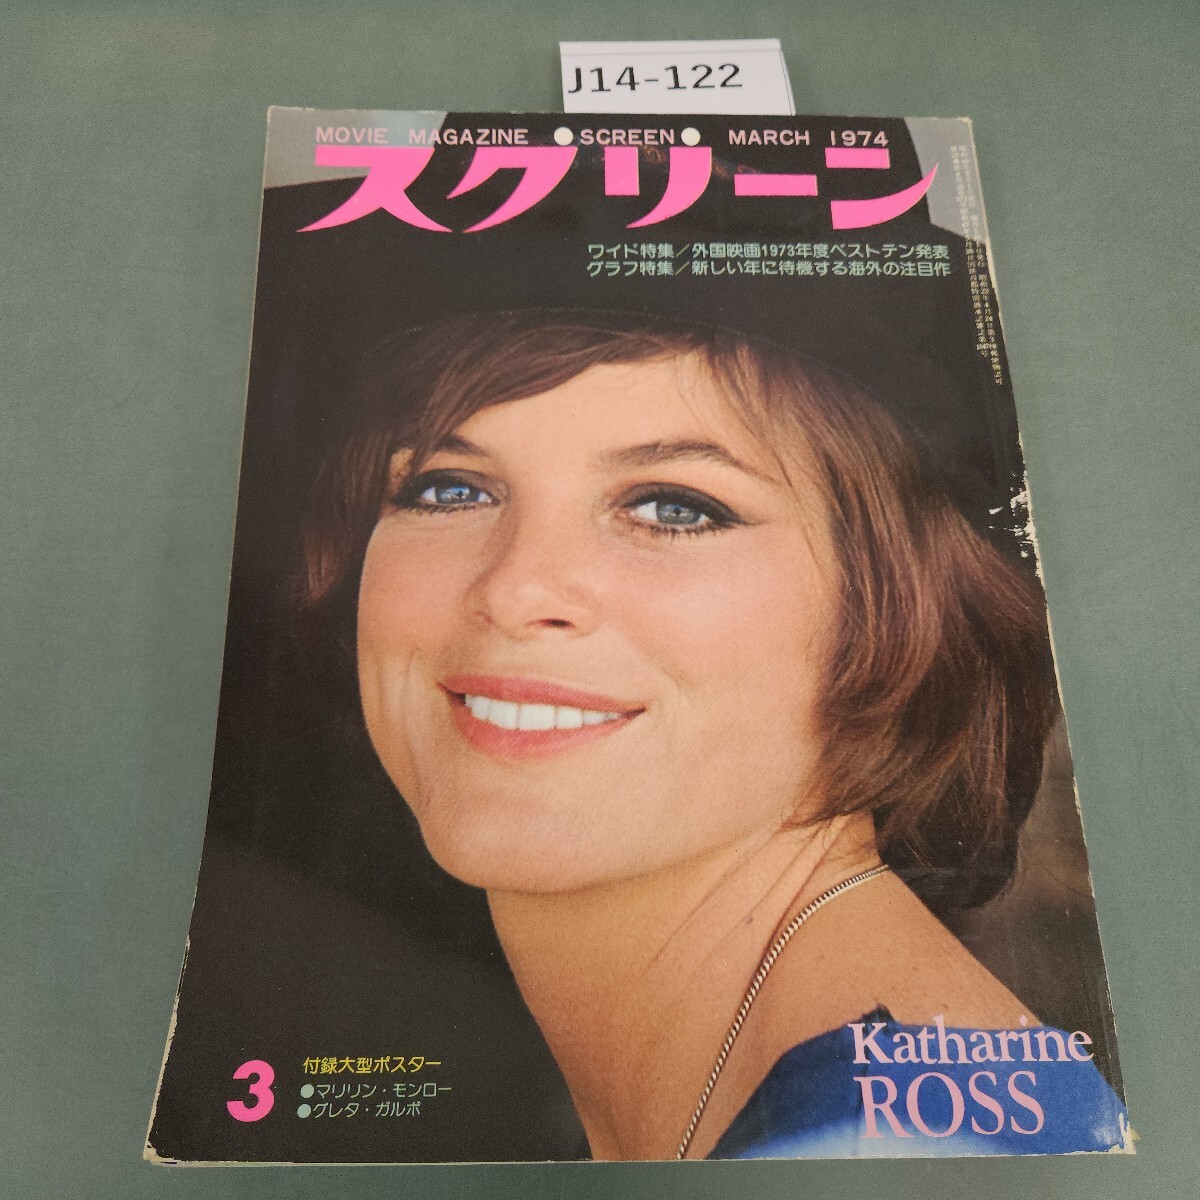 J14-122
MOVIE MAGAZINE ●SCREEN● MARCH 1974
スクリーン
ワイド特集/外国映画1973年度ベストテン発表
グラフ特集/新しい年に待機する海外の注目作
Katharine
ROSS
3
付録大型ポスター
●マリリン・モンロー
●グレタ・ガルボ